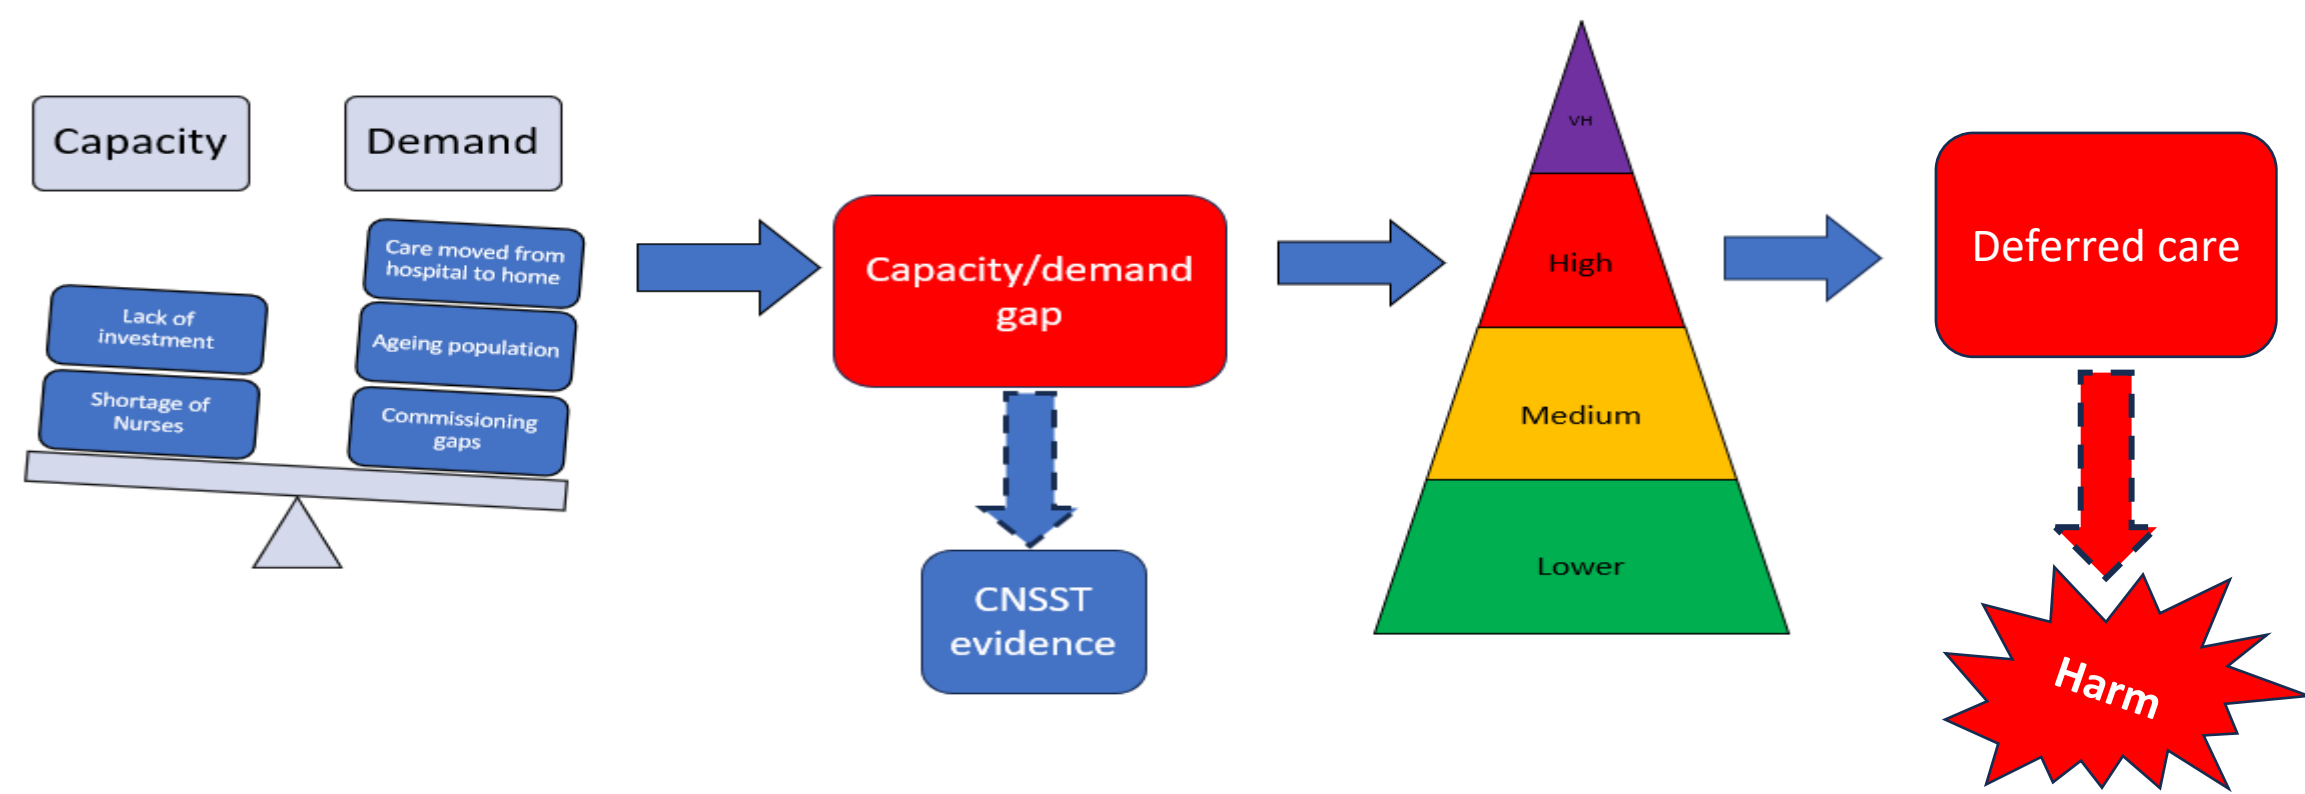 Capacity
Demand
Care moved from
hospital to home
Ageing population
Commissioning
gaps
Lack of
investment
Shortage of
Nurses
Capacity/demand
gap
CNSST
evidence
VH
High
Medium
Lower
Deferred care
Harm